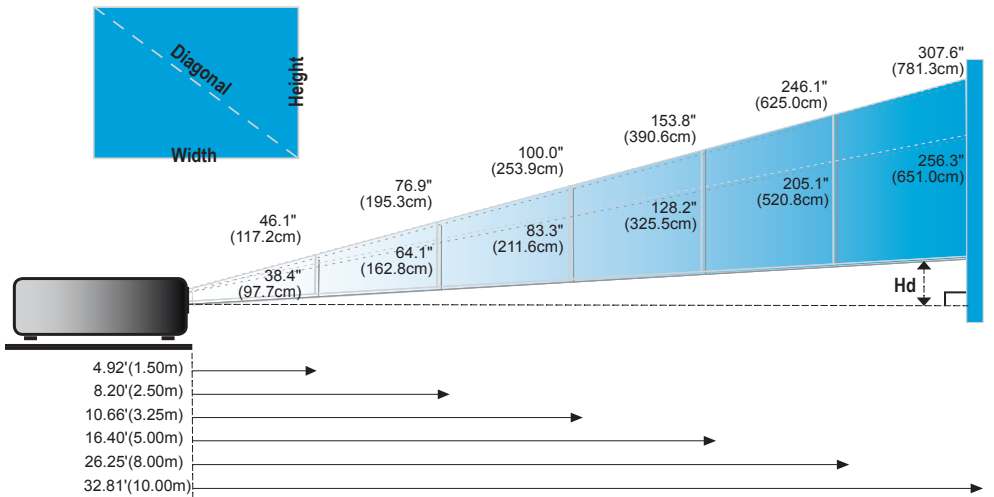 Diagonal
Height
Width
307.6"
(781.3cm)
246.1"
(625.0cm)
153.8"
(390.6cm)
100.0"
(253.9cm)
76.9"
(195.3cm)
46.1"
(117.2cm)
256.3"
(651.0cm)
205.1"
(520.8cm)
128.2"
(325.5cm)
83.3"
(211.6cm)
64.1"
(162.8cm)
38.4"
(97.7cm)
Hd
4.92'(1.50m)
8.20'(2.50m)
10.66'(3.25m)
16.40'(5.00m)
26.25'(8.00m)
32.81'(10.00m)